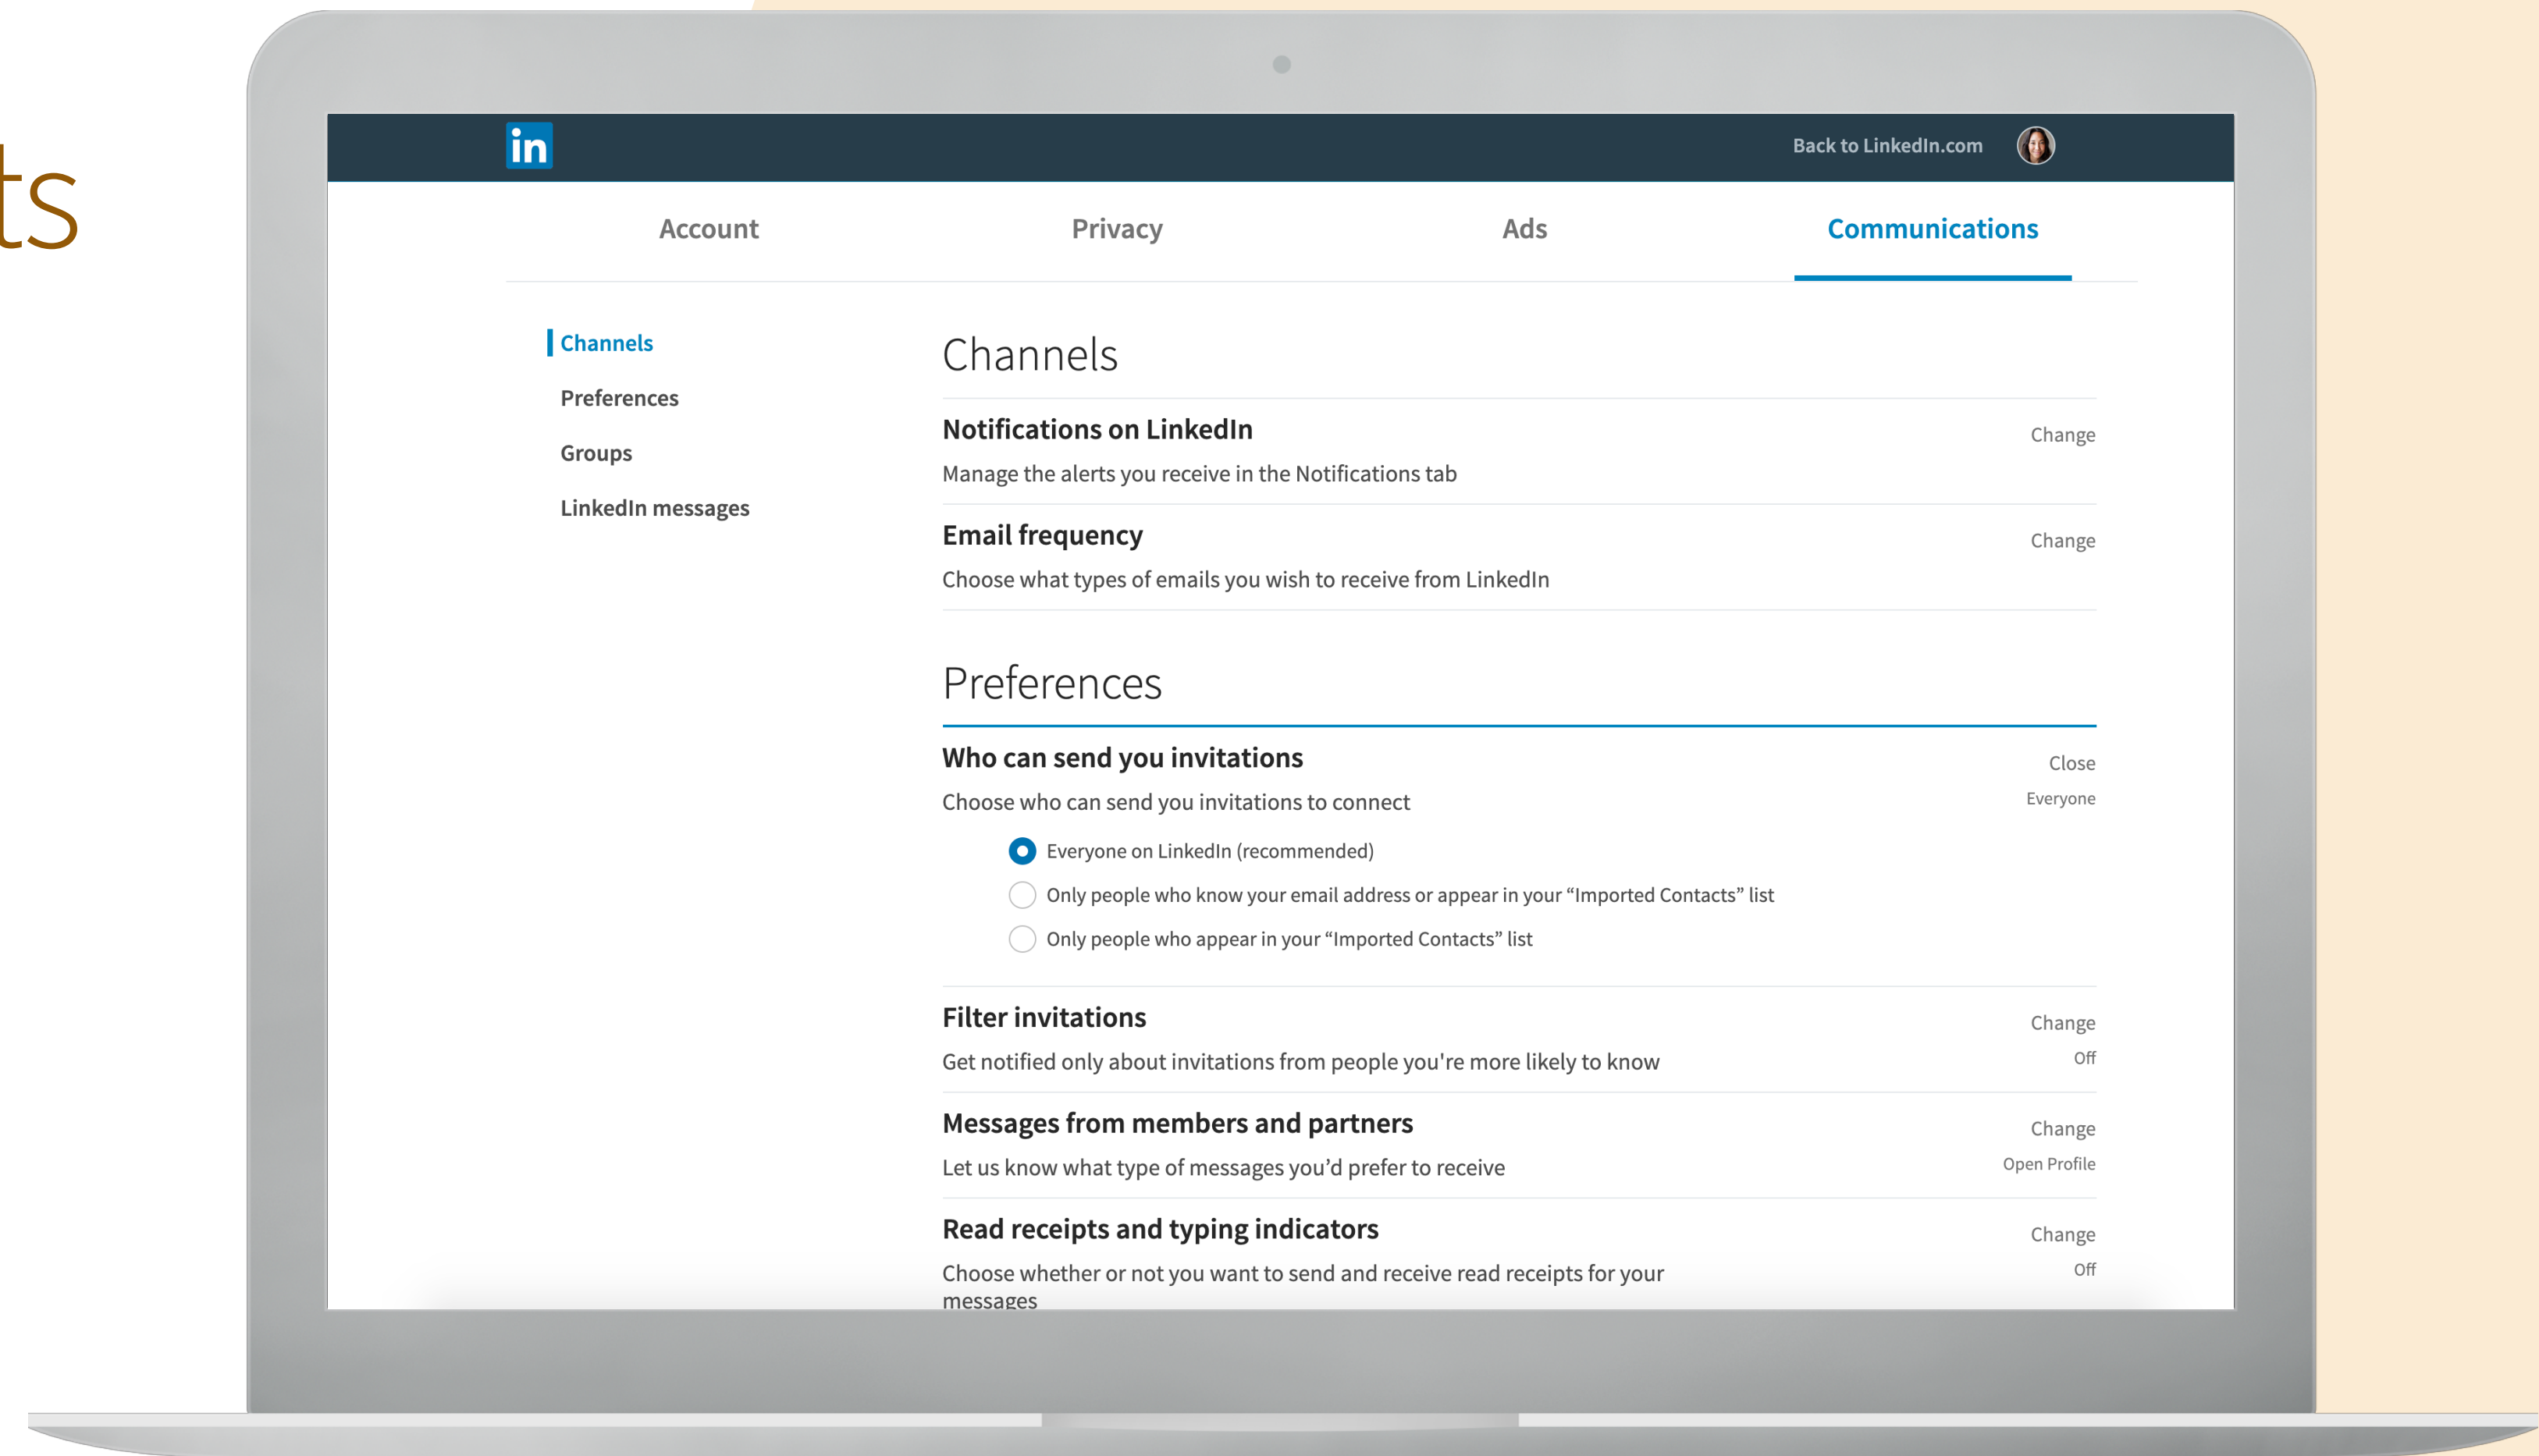 ts
in
Back to LinkedIn.com
Account
Privacy
Ads
Communications
Channels
Preferences
Groups
LinkedIn messages
Channels
Notifications on LinkedIn
Change
Manage the alerts you receive in the Notifications tab
Email frequency
Change
Choose what types of emails you wish to receive from LinkedIn
Preferences
Who can send you invitations
Close
Choose who can send you invitations to connect
Everyone
Everyone on LinkedIn (recommended)
Only people who know your email address or appear in your “Imported Contacts” list
Only people who appear in your “Imported Contacts” list
Filter invitations
Change
Get notified only about invitations from people you're more likely to know
Off
Messages from members and partners
Change
Let us know what type of messages you’d prefer to receive
Open Profile
Read receipts and typing indicators
Change
Choose whether or not you want to send and receive read receipts for your
Off
messages